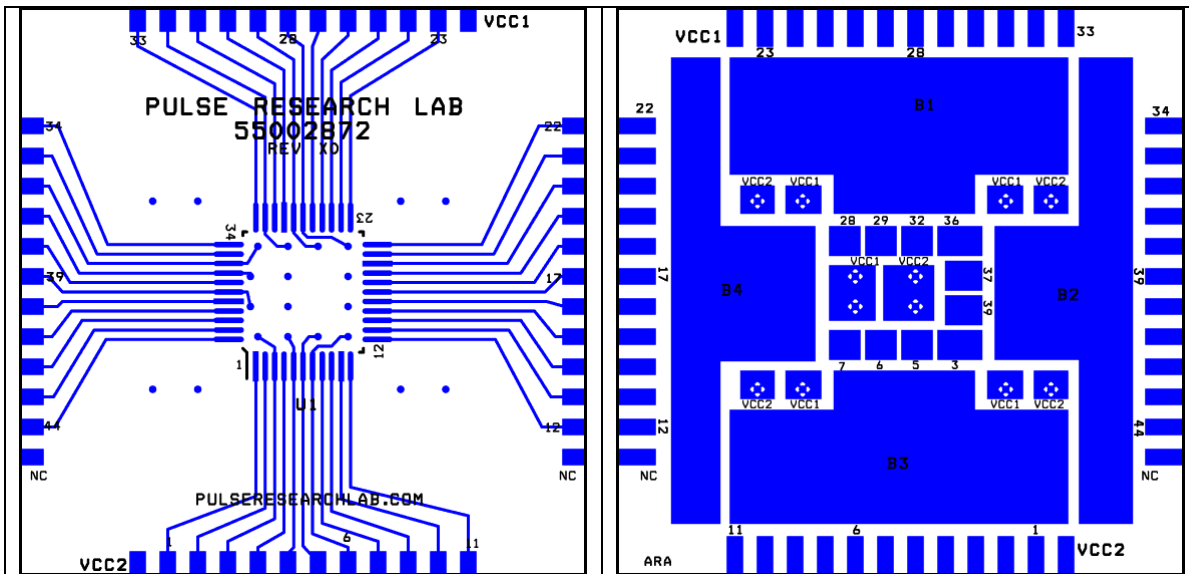 VCC1
33
28
23
PULSE RESEARCH LAB
55002872
REV XD
34
22
34
23
39
17
1
12
U1
44
12
NC
NC
PULSERESEARCHLAB.COM
1
6
11
VCC2
VCC1
33
23
28
22
B1
34
VCC2
VCC1
VCC1
VCC2
28
29
32
36
VCC1
VCC2
17
37
39
B4
B2
39
7
6
5
3
VCC2
VCC1
VCC1
VCC2
12
44
B3
NC
NC
11
6
1
VCC2
ARA